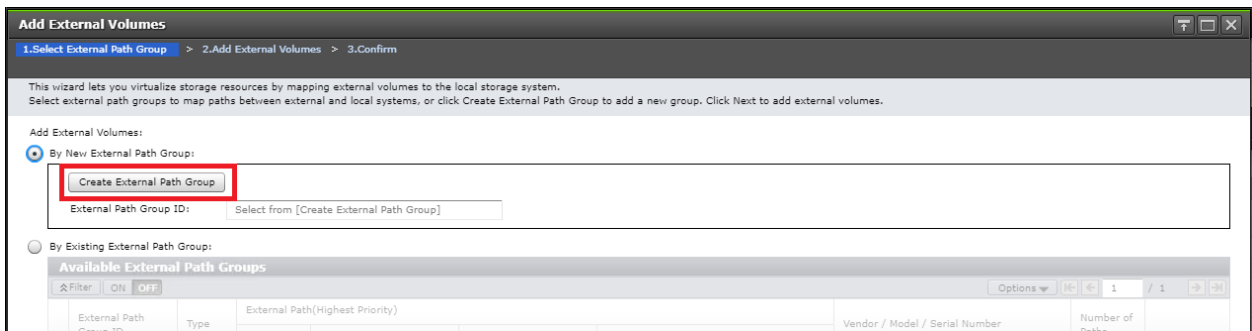 Add External Volumes
1.Select External Path Group > 2.Add External Volumes > 3.Confirm
This wizard lets you virtualize storage resources by mapping external volumes to the local storage system.
Select external path groups to map paths between external and local systems, or click Create External Path Group to add a new group. Click Next to add external volumes.
Add External Volumes:
By New External Path Group:
Create External Path Group
External Path Group ID: Select from [Create External Path Group]
By Existing External Path Group:
Available External Path Groups
Filter ON OFF Options 1 / 1
External Path(Highest Priority)
External Path Type Vendor / Model / Serial Number Number of
Group ID Paths